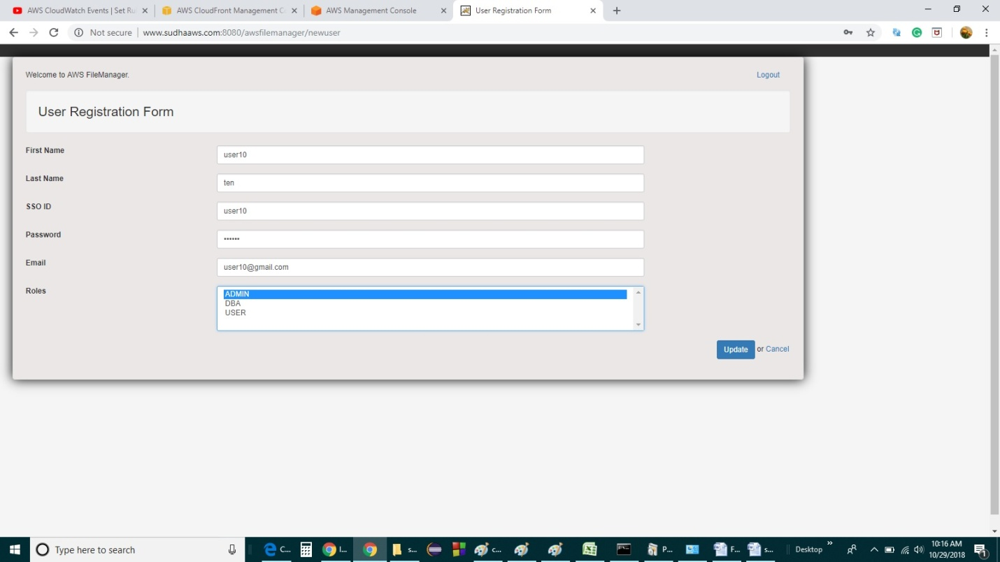 AWS CloudWatch Events | Set Ru
AWS CloudFront Management C
AWS Management Console
User Registration Form
Not secure | www.sudhaaws.com:8080/awsfilemanager/newuser
Welcome to AWS FileManager.
Logout
User Registration Form
First Name
user10
Last Name
ten
SSO ID
user10
Password
••••••
Email
user10@gmail.com
Roles
ADMIN
DBA
USER
Update or Cancel
Type here to search
C...
I...
s...
c...
P...
F...
s...
Desktop
10:16 AM
10/29/2018
1